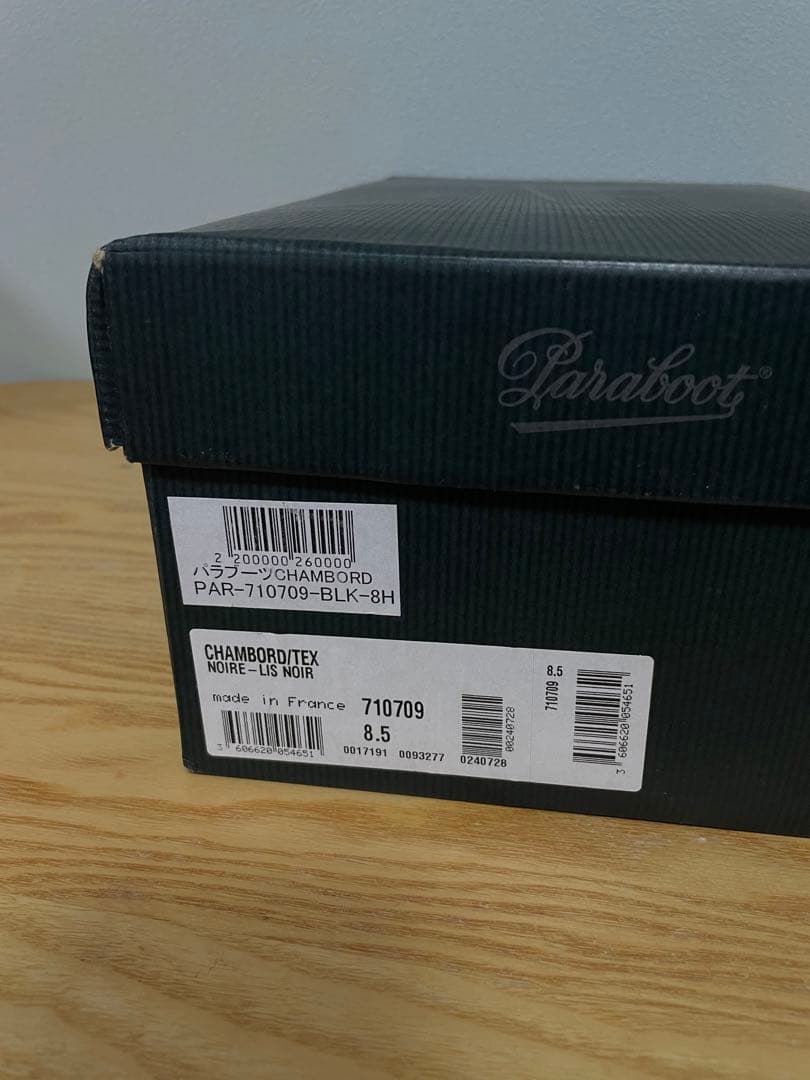 Paraboot®
2 200000 260000
パラブーツCHAMBORD
PAR-710709-BLK-8H
CHAMBORD/TEX
NOIRE-LIS NOIR
made in France 710709
8.5
3 606620 054651
0017191 0093277 0240728
00240728
8.5
710709
3 606620 054651